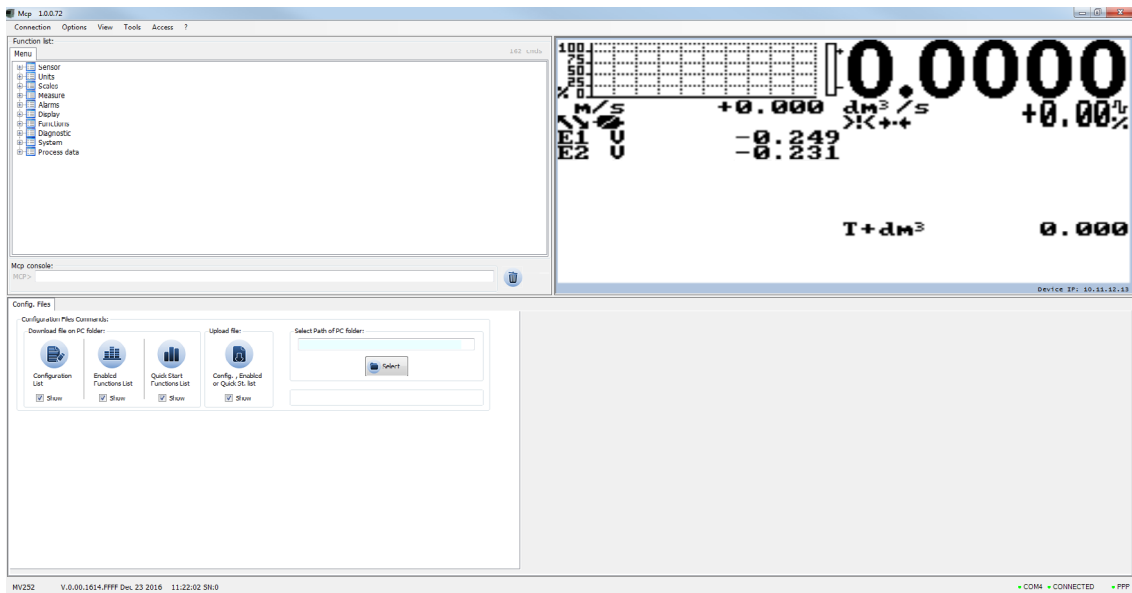 Mcp 1.0.0.72
Connection Options View Tools Access ?
Function list:
Menu
162 cmds
Sensor
Units
Scales
Measure
Alarms
Display
Functions
Diagnostic
System
Process data
Mcp console:
MCP>
100
75
50
25
% 0
0.0000
m/s +0.000 dm³/s +0.00%
>!<
E1 V -0.249
E2 V -0.231
T+dm³ 0.000
Device IP: 10.11.12.13
Config. Files
Configuration Files Commands:
Download file on PC folder:
Configuration List
Show
Enabled Functions List
Show
Quick Start Functions List
Show
Upload file:
Config. , Enabled or Quick St. list
Show
Select Path of PC folder:
Select
MV252 V.0.00.1614.FFFF Dec 23 2016 11:22:02 SN:0
COM4 CONNECTED PPP